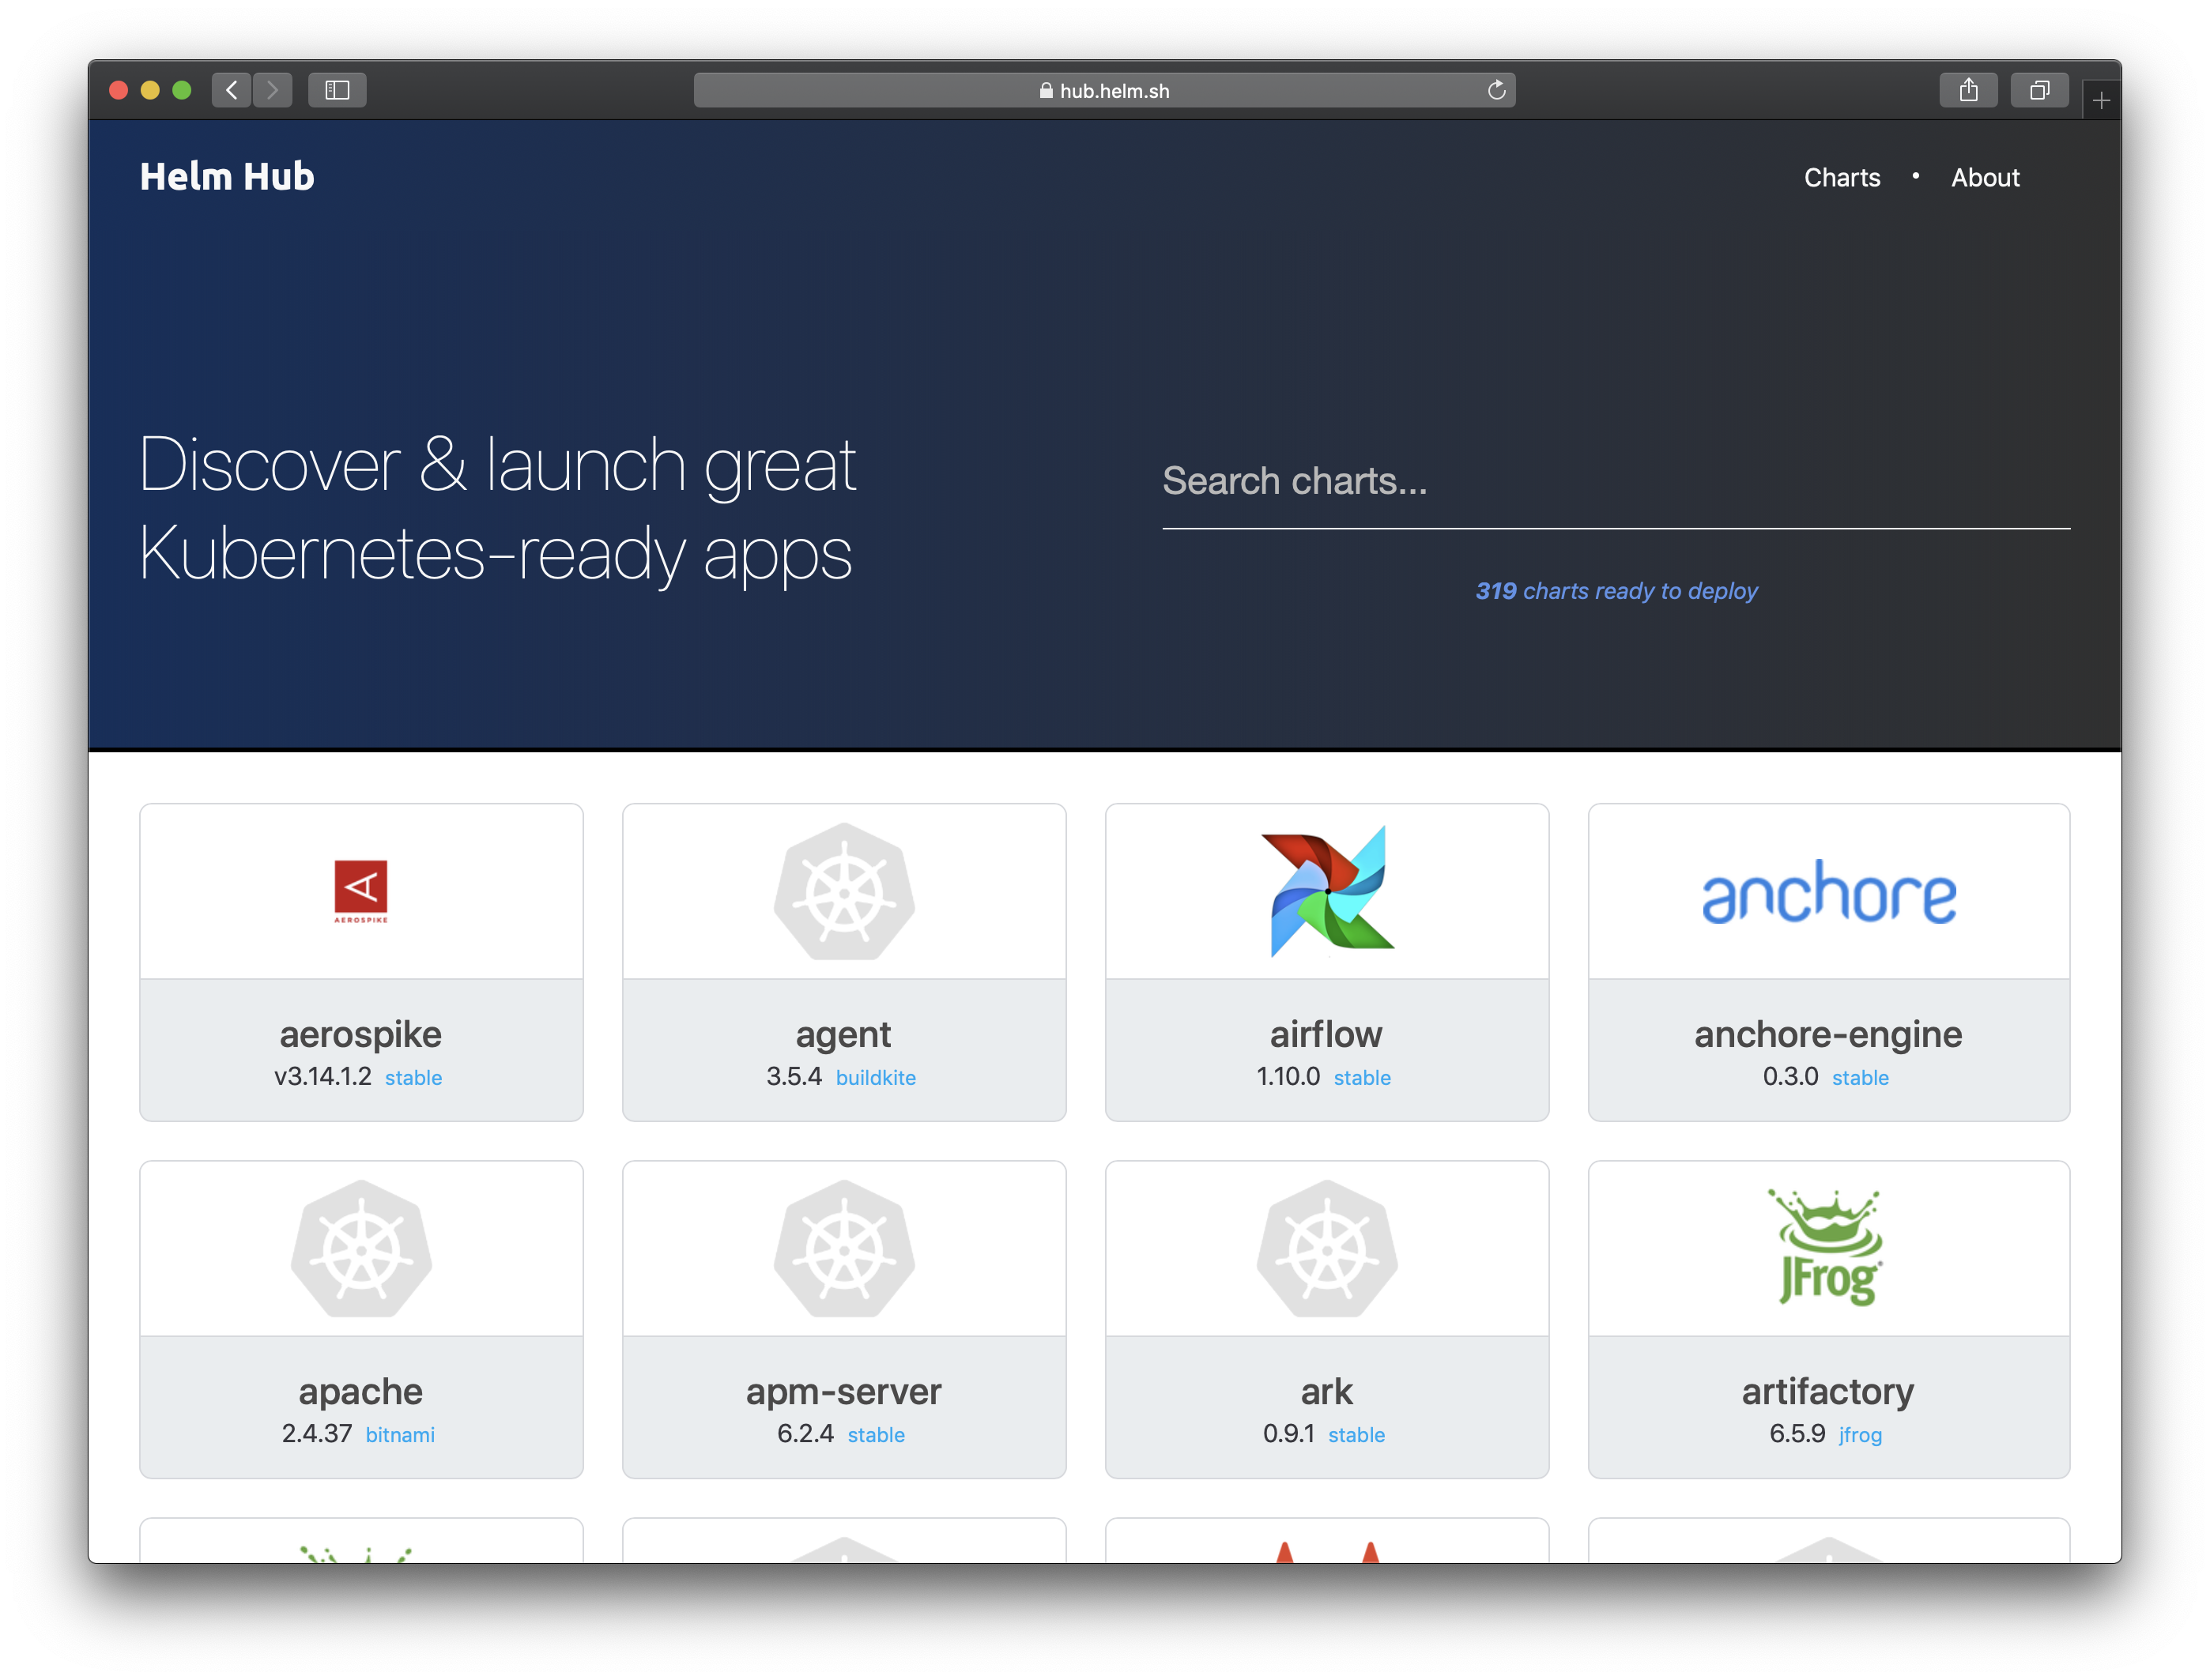 hub.helm.sh
Helm Hub
Charts • About
Discover & launch great
Kubernetes-ready apps
Search charts...
319 charts ready to deploy
AEROSPIKE
anchore
aerospike
v3.14.1.2 stable
agent
3.5.4 buildkite
airflow
1.10.0 stable
anchore-engine
0.3.0 stable
JFrog
apache
2.4.37 bitnami
apm-server
6.2.4 stable
ark
0.9.1 stable
artifactory
6.5.9 jfrog